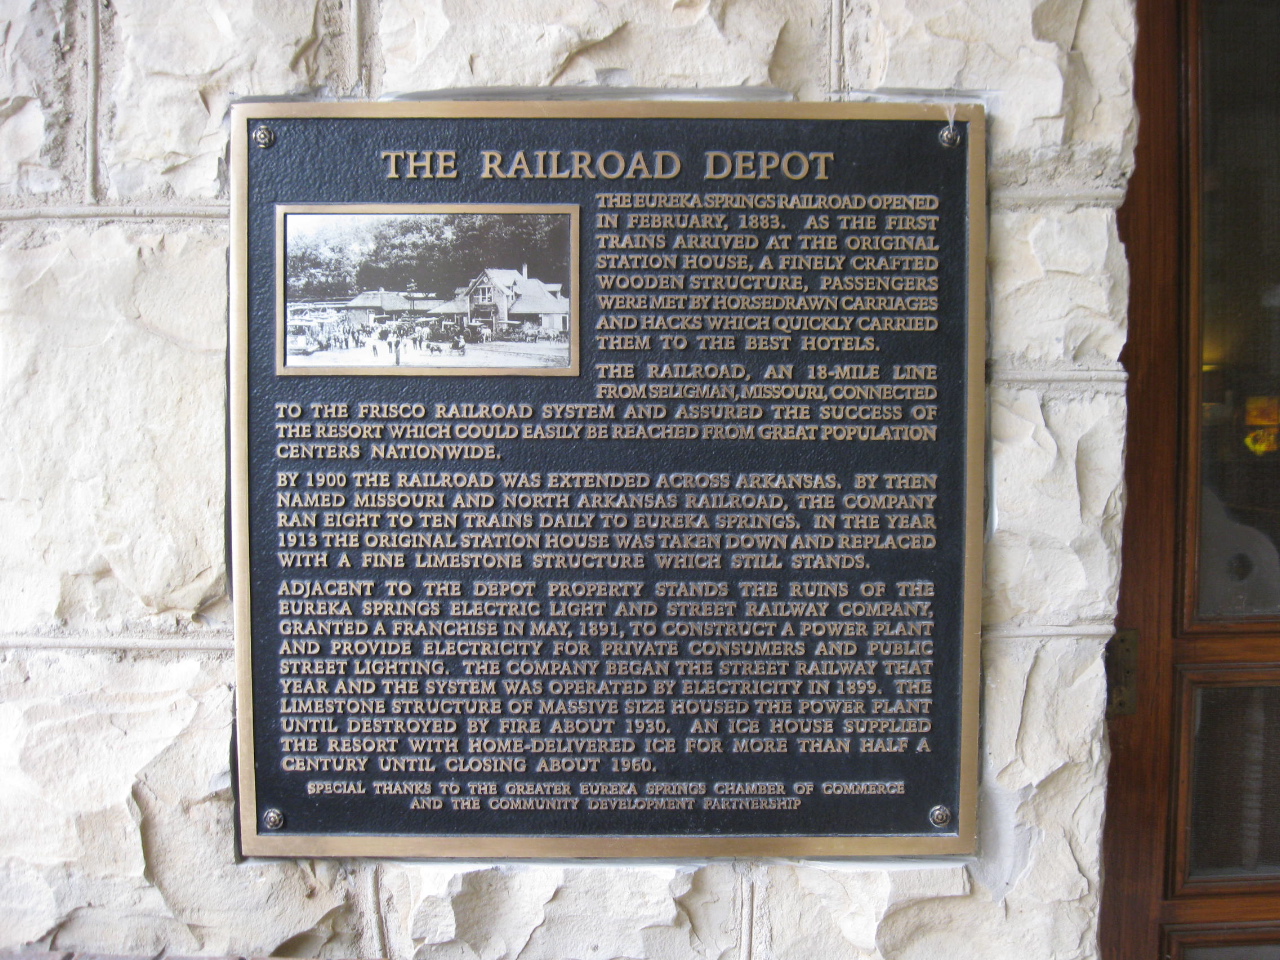 THE RAILROAD DEPOT
THE EUREKA SPRINGS RAILROAD OPENED
IN FEBRUARY, 1883. AS THE FIRST
TRAINS ARRIVED AT THE ORIGINAL
STATION HOUSE, A FINELY CRAFTED
WOODEN STRUCTURE, PASSENGERS
WERE MET BY HORSEDRAWN CARRIAGES
AND HACKS WHICH QUICKLY CARRIED
THEM TO THE BEST HOTELS.
THE RAILROAD, AN 18-MILE LINE
FROM SELIGMAN, MISSOURI, CONNECTED
TO THE FRISCO RAILROAD SYSTEM AND ASSURED THE SUCCESS OF
THE RESORT WHICH COULD EASILY BE REACHED FROM GREAT POPULATION
CENTERS NATIONWIDE.
BY 1900 THE RAILROAD WAS EXTENDED ACROSS ARKANSAS. BY THEN
NAMED MISSOURI AND NORTH ARKANSAS RAILROAD, THE COMPANY
RAN EIGHT TO TEN TRAINS DAILY TO EUREKA SPRINGS. IN THE YEAR
1913 THE ORIGINAL STATION HOUSE WAS TAKEN DOWN AND REPLACED
WITH A FINE LIMESTONE STRUCTURE WHICH STILL STANDS.
ADJACENT TO THE DEPOT PROPERTY STANDS THE RUINS OF THE
EUREKA SPRINGS ELECTRIC LIGHT AND STREET RAILWAY COMPANY,
GRANTED A FRANCHISE IN MAY, 1891, TO CONSTRUCT A POWER PLANT
AND PROVIDE ELECTRICITY FOR PRIVATE CONSUMERS AND PUBLIC
STREET LIGHTING. THE COMPANY BEGAN THE STREET RAILWAY THAT
YEAR AND THE SYSTEM WAS OPERATED BY ELECTRICITY IN 1899. THE
LIMESTONE STRUCTURE OF MASSIVE SIZE HOUSED THE POWER PLANT
UNTIL DESTROYED BY FIRE ABOUT 1930. AN ICE HOUSE SUPPLIED
THE RESORT WITH HOME-DELIVERED ICE FOR MORE THAN HALF A
CENTURY UNTIL CLOSING ABOUT 1960.
SPECIAL THANKS TO THE GREATER EUREKA SPRINGS CHAMBER OF COMMERCE
AND THE COMMUNITY DEVELOPMENT PARTNERSHIP